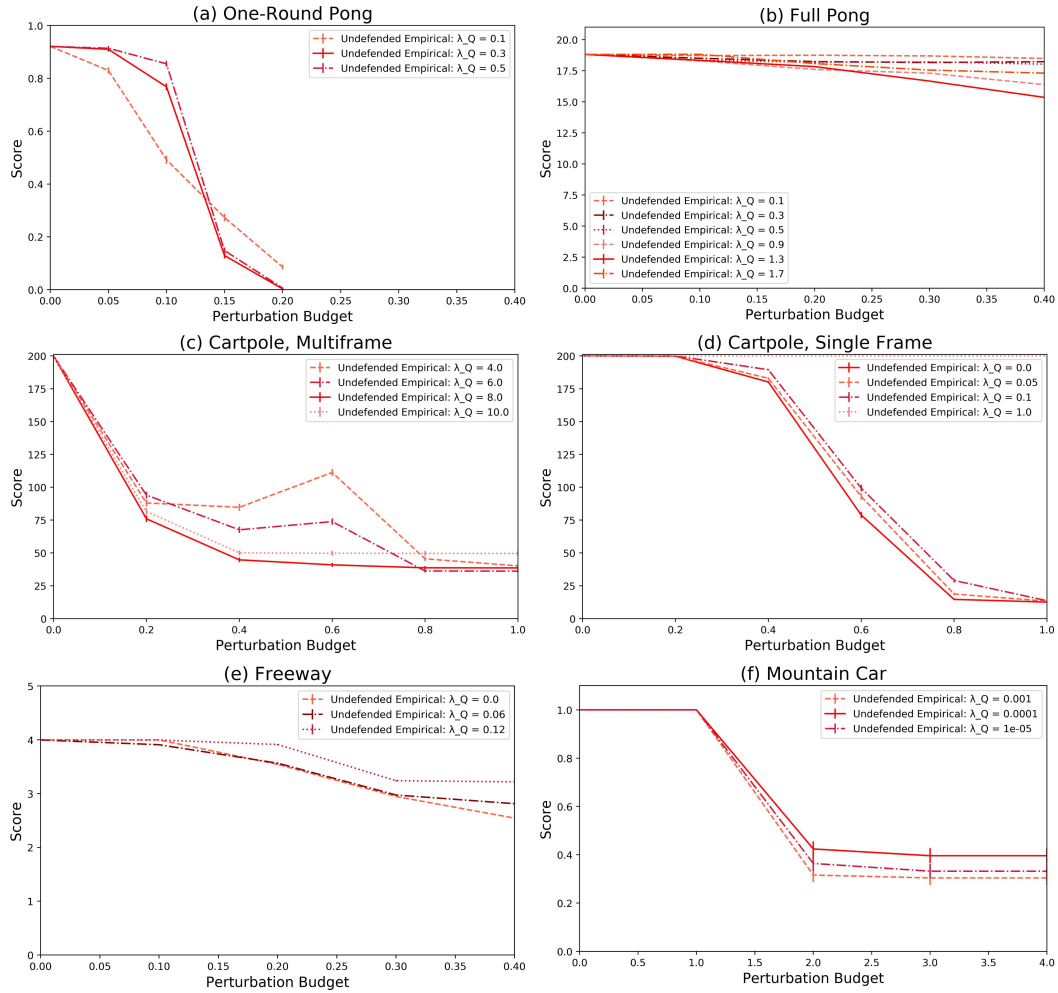 (a) One-Round Pong
Score
1.0
0.8
0.6
0.4
0.2
0.0
Undefended Empirical: λ_Q = 0.1
Undefended Empirical: λ_Q = 0.3
Undefended Empirical: λ_Q = 0.5
0.00 0.05 0.10 0.15 0.20 0.25 0.30 0.35 0.40
Perturbation Budget
(b) Full Pong
Score
20.0
17.5
15.0
12.5
10.0
7.5
5.0
2.5
0.0
Undefended Empirical: λ_Q = 0.1
Undefended Empirical: λ_Q = 0.3
Undefended Empirical: λ_Q = 0.5
Undefended Empirical: λ_Q = 0.9
Undefended Empirical: λ_Q = 1.3
Undefended Empirical: λ_Q = 1.7
0.00 0.05 0.10 0.15 0.20 0.25 0.30 0.35 0.40
Perturbation Budget
(c) Cartpole, Multiframe
Score
200
175
150
125
100
75
50
25
0
Undefended Empirical: λ_Q = 4.0
Undefended Empirical: λ_Q = 6.0
Undefended Empirical: λ_Q = 8.0
Undefended Empirical: λ_Q = 10.0
0.0 0.2 0.4 0.6 0.8 1.0
Perturbation Budget
(d) Cartpole, Single Frame
Score
200
175
150
125
100
75
50
25
0
Undefended Empirical: λ_Q = 0.0
Undefended Empirical: λ_Q = 0.05
Undefended Empirical: λ_Q = 0.1
Undefended Empirical: λ_Q = 1.0
0.0 0.2 0.4 0.6 0.8 1.0
Perturbation Budget
(e) Freeway
Score
5
4
3
2
1
0
Undefended Empirical: λ_Q = 0.0
Undefended Empirical: λ_Q = 0.06
Undefended Empirical: λ_Q = 0.12
0.00 0.05 0.10 0.15 0.20 0.25 0.30 0.35 0.40
Perturbation Budget
(f) Mountain Car
Score
1.0
0.8
0.6
0.4
0.2
0.0
Undefended Empirical: λ_Q = 0.001
Undefended Empirical: λ_Q = 0.0001
Undefended Empirical: λ_Q = 1e-05
0.0 0.5 1.0 1.5 2.0 2.5 3.0 3.5 4.0
Perturbation Budget